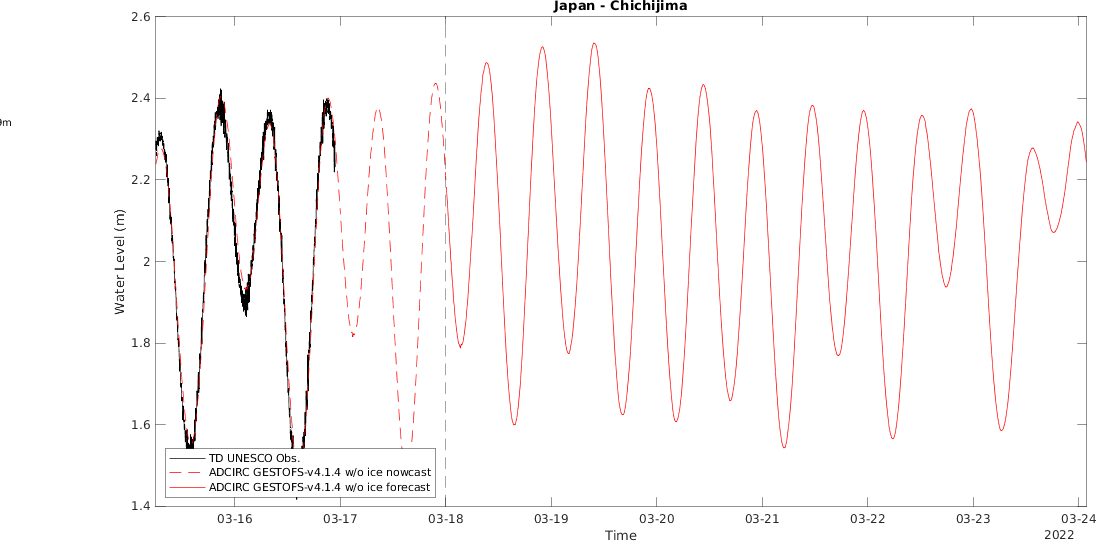 Japan - Chichijima
9m
2.6
2.4
2.2
2
1.8
1.6
1.4
Water Level (m)
TD UNESCO Obs.
ADCIRC GESTOFS-v4.1.4 w/o ice nowcast
ADCIRC GESTOFS-v4.1.4 w/o ice forecast
03-16 03-17 03-18 03-19 03-20 03-21 03-22 03-23 03-24
Time
2022